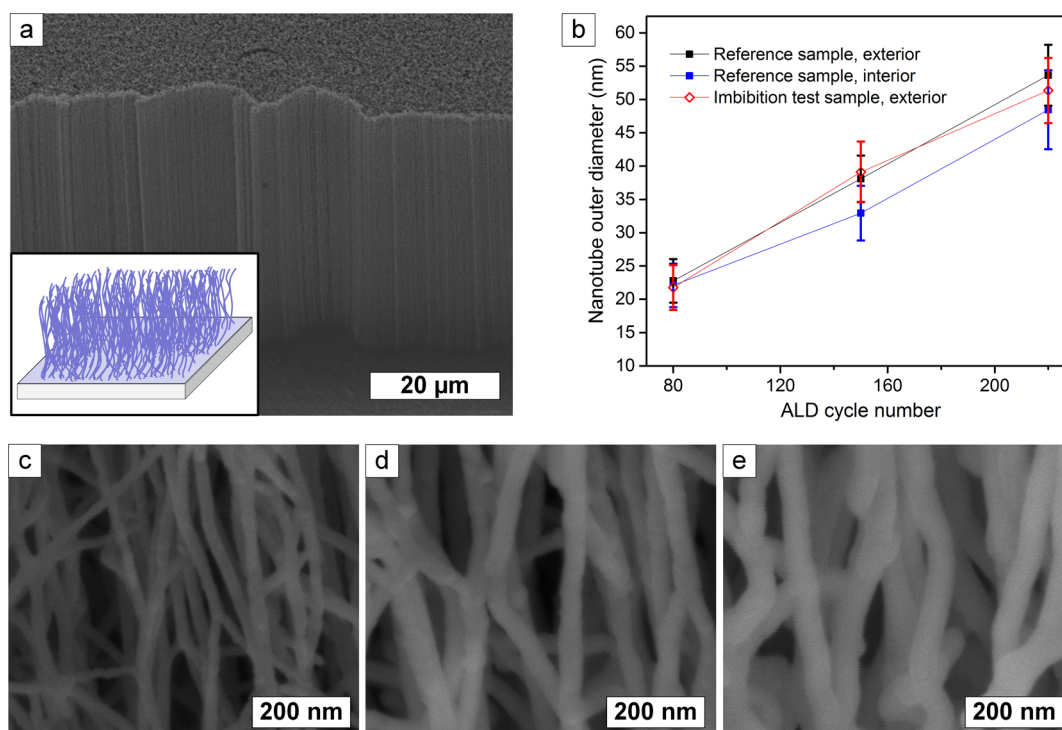 a
20 µm
b
Nanotube outer diameter (nm)
60
55
50
45
40
35
30
25
20
15
10
Reference sample, exterior
Reference sample, interior
Imbibition test sample, exterior
80
120
160
200
ALD cycle number
c
200 nm
d
200 nm
e
200 nm